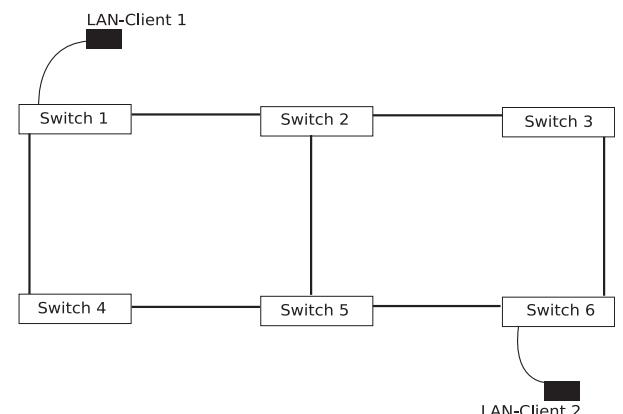 LAN-Client 1
Switch 1
Switch 2
Switch 3
Switch 4
Switch 5
Switch 6
LAN-Client 2